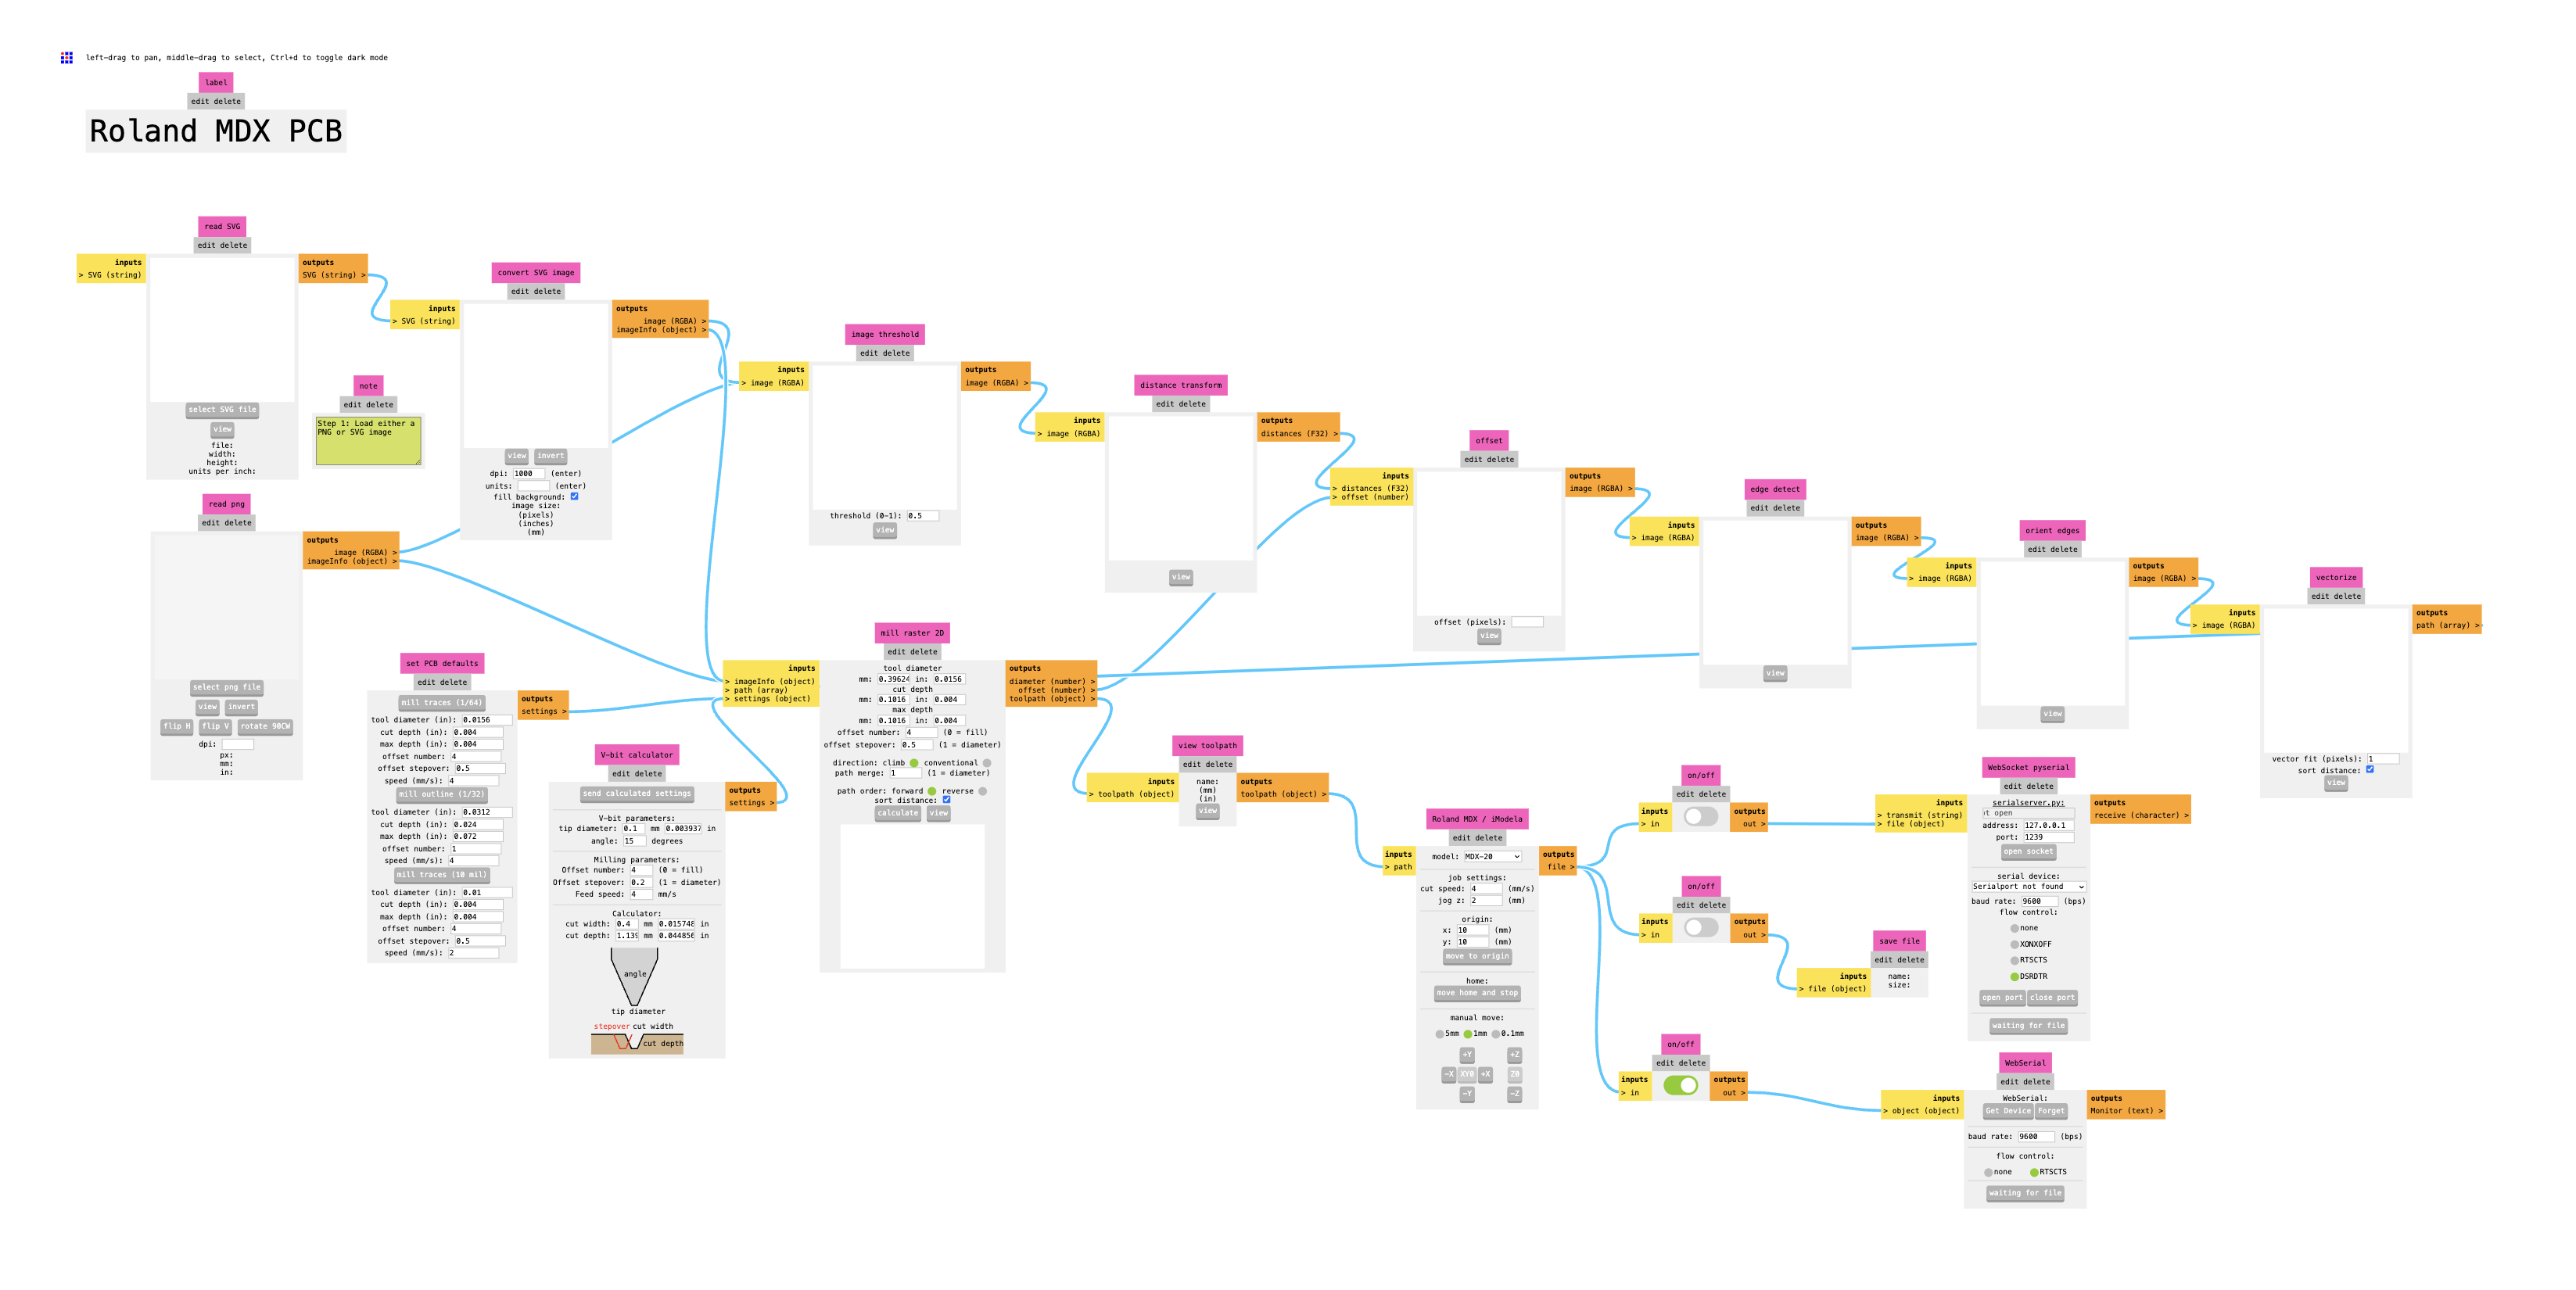 left-drag to pan, middle-drag to select, Ctrl+d to toggle dark mode
label
edit delete
Roland MDX PCB
read SVG
edit delete
inputs
> SVG (string)
outputs
SVG (string) >
select SVG file
view
file:
width:
height:
units per inch:
note
edit delete
Step 1: Load either a
PNG or SVG image
convert SVG image
edit delete
inputs
> SVG (string)
outputs
image (RGBA) >
imageInfo (object) >
view invert
dpi: 1000 (enter)
units: (enter)
fill background:
image size:
(pixels)
(inches)
(mm)
read png
edit delete
outputs
image (RGBA) >
imageInfo (object) >
select png file
view invert
flip H flip V rotate 90CW
dpi:
px:
mm:
in:
image threshold
edit delete
inputs
> image (RGBA)
outputs
image (RGBA) >
threshold (0-1): 0.5
view
distance transform
edit delete
inputs
> image (RGBA)
outputs
distances (F32) >
view
offset
edit delete
inputs
> distances (F32)
> offset (number)
outputs
image (RGBA) >
offset (pixels):
view
edge detect
edit delete
inputs
> image (RGBA)
outputs
image (RGBA) >
view
orient edges
edit delete
inputs
> image (RGBA)
outputs
image (RGBA) >
view
vectorize
edit delete
inputs
> image (RGBA)
outputs
path (array) >
vector fit (pixels): 1
sort distance:
view
set PCB defaults
edit delete
outputs
settings >
mill traces (1/64)
tool diameter (in): 0.0156
cut depth (in): 0.004
max depth (in): 0.004
offset number: 4
offset stepover: 0.5
speed (mm/s): 4
mill outline (1/32)
tool diameter (in): 0.0312
cut depth (in): 0.024
max depth (in): 0.072
offset number: 1
speed (mm/s): 4
mill traces (10 mil)
tool diameter (in): 0.01
cut depth (in): 0.004
max depth (in): 0.004
offset number: 4
offset stepover: 0.5
speed (mm/s): 2
V-bit calculator
edit delete
outputs
settings >
send calculated settings
V-bit parameters:
tip diameter: 0.1 mm 0.003937 in
angle: 15 degrees
Milling parameters:
Offset number: 4 (0 = fill)
Offset stepover: 0.2 (1 = diameter)
Feed speed: 4 mm/s
Calculator:
cut width: 0.4 mm 0.015748 in
cut depth: 1.139 mm 0.044856 in
angle
tip diameter
stepover cut width
cut depth
mill raster 2D
edit delete
inputs
> imageInfo (object)
> path (array)
> settings (object)
outputs
diameter (number) >
offset (number) >
toolpath (object) >
tool diameter
mm: 0.39624 in: 0.0156
cut depth
mm: 0.1016 in: 0.004
max depth
mm: 0.1016 in: 0.004
offset number: 4 (0 = fill)
offset stepover: 0.5 (1 = diameter)
direction: climb conventional
path merge: 1 (1 = diameter)
path order: forward reverse
sort distance:
calculate view
view toolpath
edit delete
inputs
> toolpath (object)
outputs
toolpath (object) >
name:
(mm)
(in)
view
Roland MDX / iModela
edit delete
inputs
> path
outputs
file >
model: MDX-20
job settings:
cut speed: 4 (mm/s)
jog z: 2 (mm)
origin:
x: 10 (mm)
y: 10 (mm)
move to origin
home:
move home and stop
manual move:
5mm 1mm 0.1mm
+Y +Z
-X XY0 +X Z0
-Y -Z
on/off
edit delete
inputs
> in
outputs
out >
on/off
edit delete
inputs
> in
outputs
out >
on/off
edit delete
inputs
> in
outputs
out >
save file
edit delete
inputs
> file (object)
name:
size:
WebSocket pyserial
edit delete
inputs
> transmit (string)
> file (object)
outputs
receive (character) >
serialserver.py:
t open
address: 127.0.0.1
port: 1239
open socket
serial device:
Serialport not found
baud rate: 9600 (bps)
flow control:
none
XONXOFF
RTSCTS
DSRDTR
open port close port
waiting for file
WebSerial
edit delete
inputs
> object (object)
outputs
Monitor (text) >
WebSerial:
Get Device Forget
baud rate: 9600 (bps)
flow control:
none RTSCTS
waiting for file